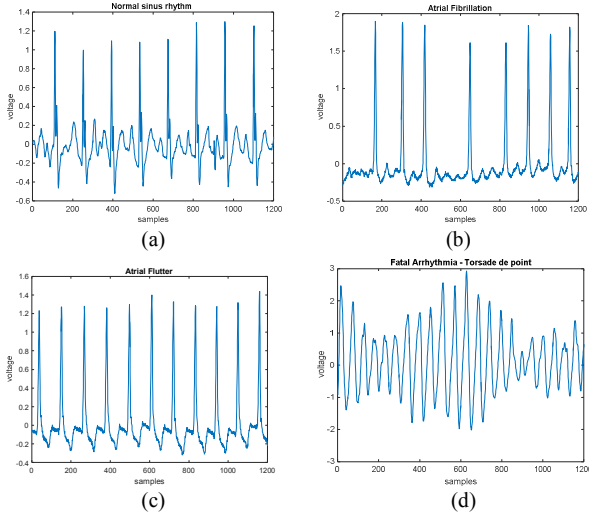 Normal sinus rhythm
1.4
1.2
1
0.8
0.6
0.4
0.2
0
-0.2
-0.4
-0.6
voltage
0 200 400 600 800 1000 1200
samples
(a)
Atrial Fibrillation
2
1.5
1
0.5
0
-0.5
voltage
0 200 400 600 800 1000 1200
samples
(b)
Atrial Flutter
1.6
1.4
1.2
1
0.8
0.6
0.4
0.2
0
-0.2
-0.4
voltage
0 200 400 600 800 1000 1200
samples
(c)
Fatal Arrhythmia - Torsade de point
3
2
1
0
-1
-2
-3
voltage
0 200 400 600 800 1000 1200
samples
(d)